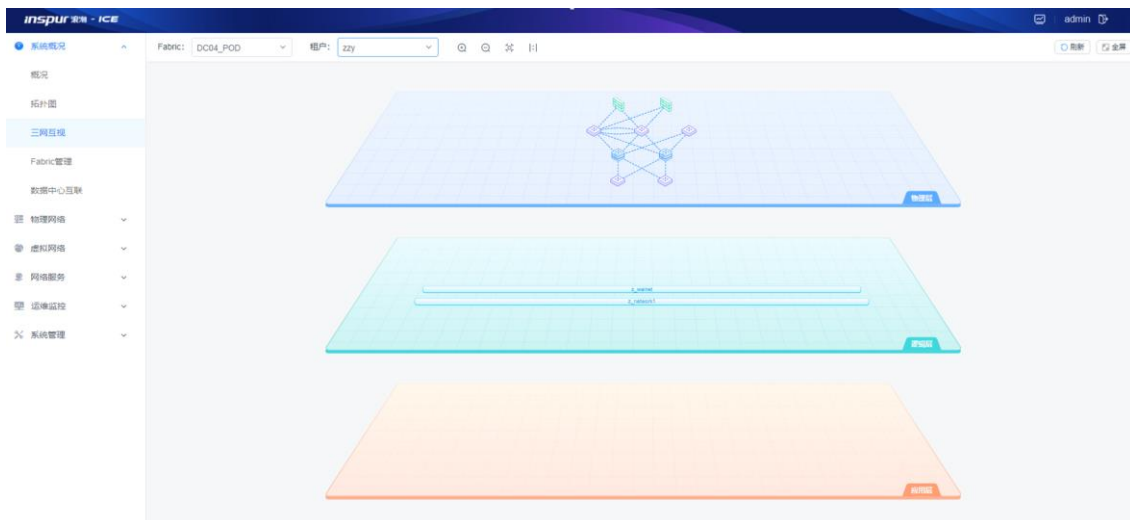 inspur 浪潮 - ICE
admin
系统概况
Fabric: DC04_POD
租户: zzy
刷新
全屏
概况
拓扑图
三网互视
Fabric管理
数据中心互联
物理网络
虚拟网络
网络服务
运维监控
系统管理
物理层
z_network1
逻辑层
应用层